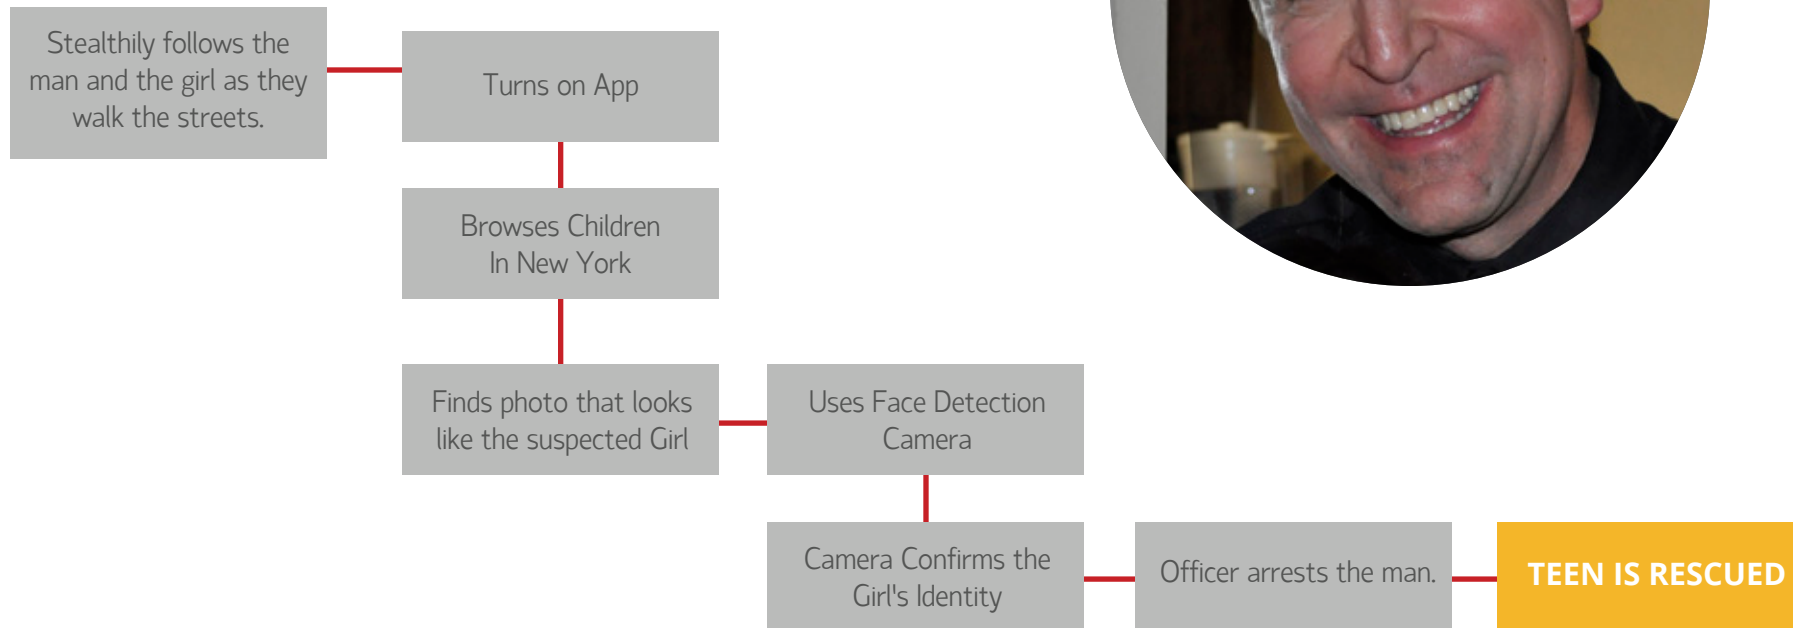 Stealthily follows the
man and the girl as they
walk the streets.
Turns on App
Browses Children
In New York
Finds photo that looks
like the suspected Girl
Uses Face Detection
Camera
Camera Confirms the
Girl's Identity
Officer arrests the man.
TEEN IS RESCUED